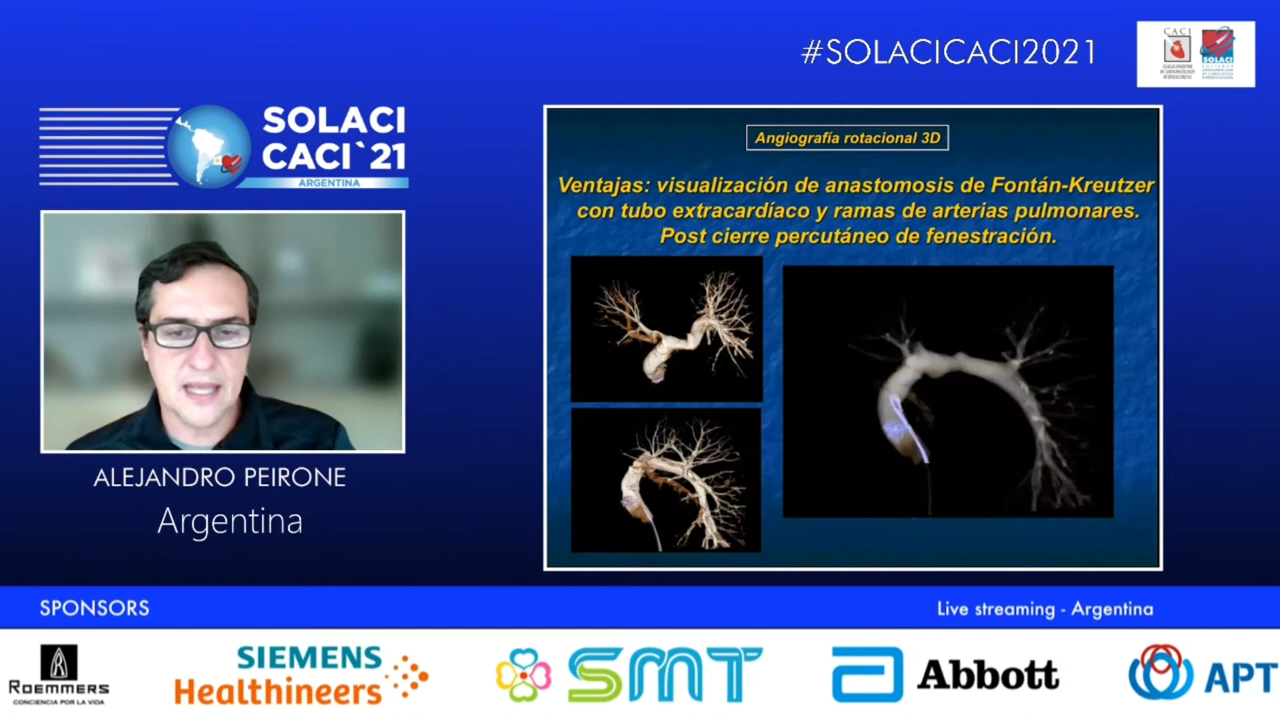 #SOLACICACI2021
CACI
SOLACI
SOLACI
CACI`21
ARGENTINA
Angiografía rotacional 3D
Ventajas: visualización de anastomosis de Fontán-Kreutzer
con tubo extracardíaco y ramas de arterias pulmonares.
Post cierre percutáneo de fenestración.
ALEJANDRO PEIRONE
Argentina
SPONSORS
Live streaming - Argentina
ROEMMERS
CONCIENCIA POR LA VIDA
SIEMENS
Healthineers
SMT
Abbott
APT